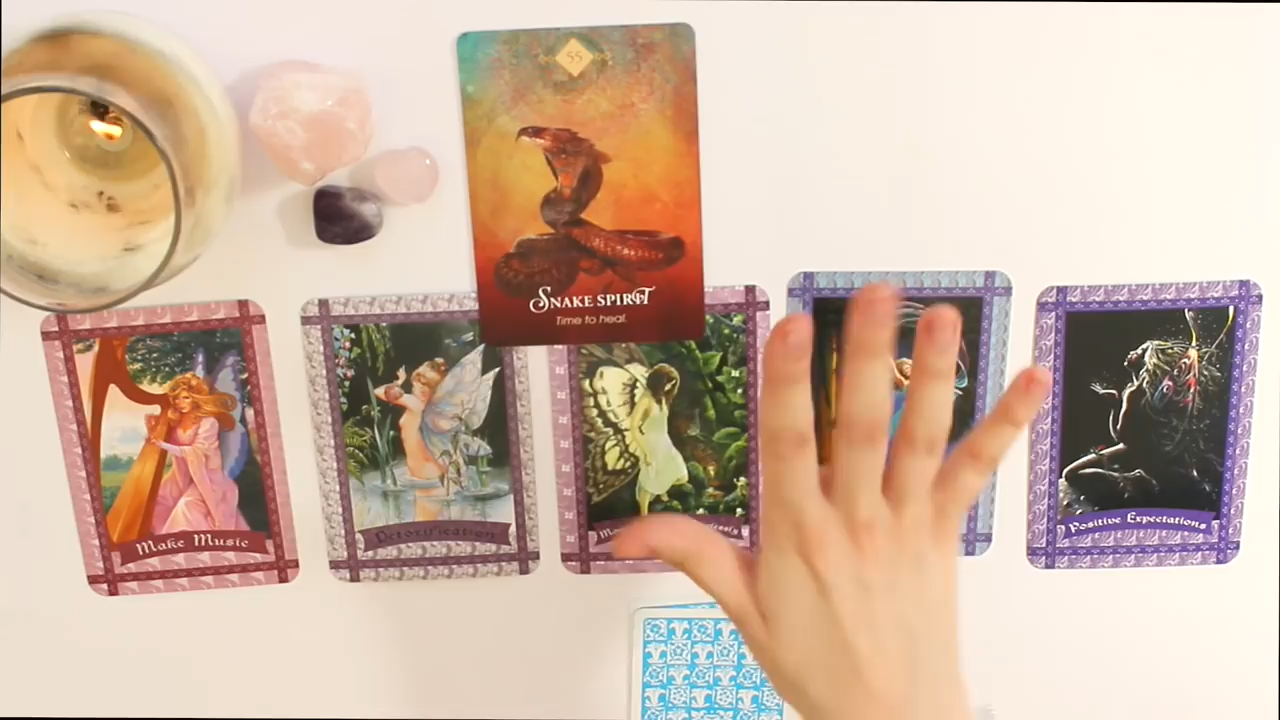 55
SNAKE SPIRIT
Time to heal.
Make Music
Detoxification
Positive Expectations